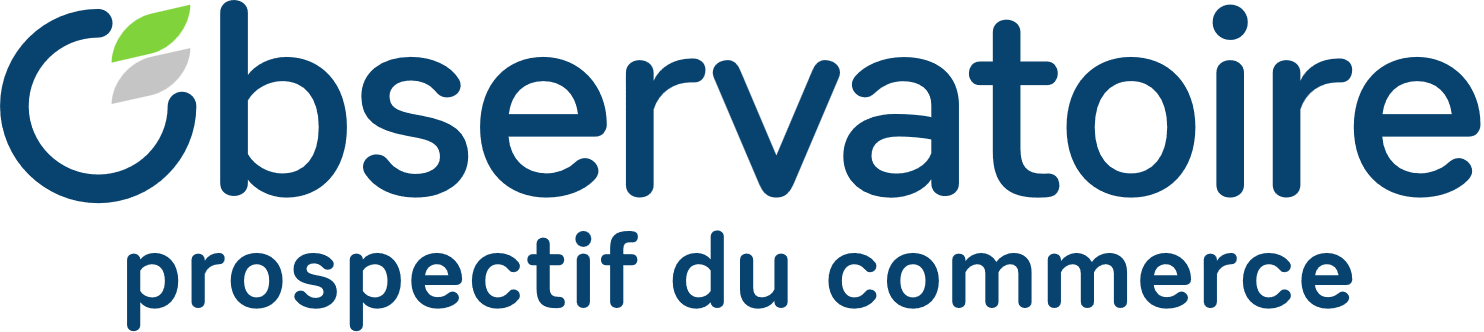 Observatoire
prospectif du commerce